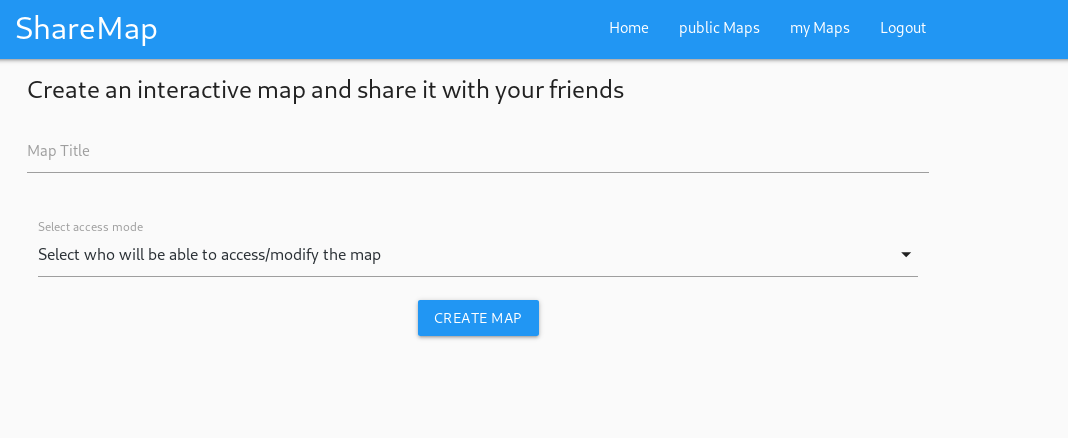 ShareMap
Home public Maps my Maps Logout
Create an interactive map and share it with your friends
Map Title
Select access mode
Select who will be able to access/modify the map
CREATE MAP